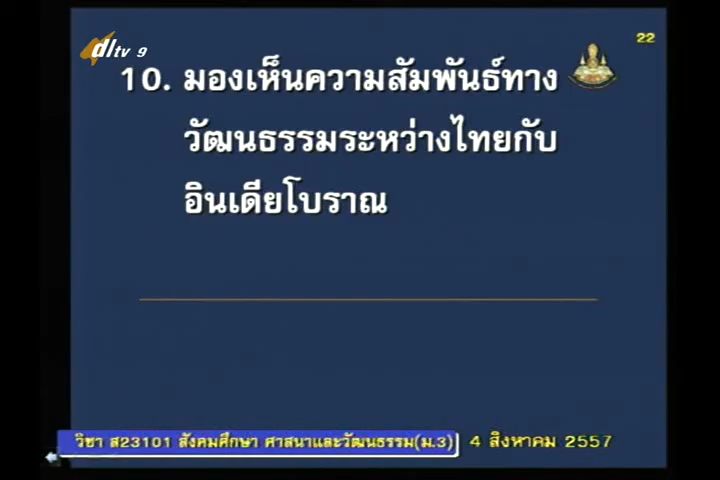 dltv 9
22
10. มองเห็นความสัมพันธ์ทาง
วัฒนธรรมระหว่างไทยกับ
อินเดียโบราณ
วิชา ส23101 สังคมศึกษา ศาสนาและวัฒนธรรม(ม.3) 4 สิงหาคม 2557